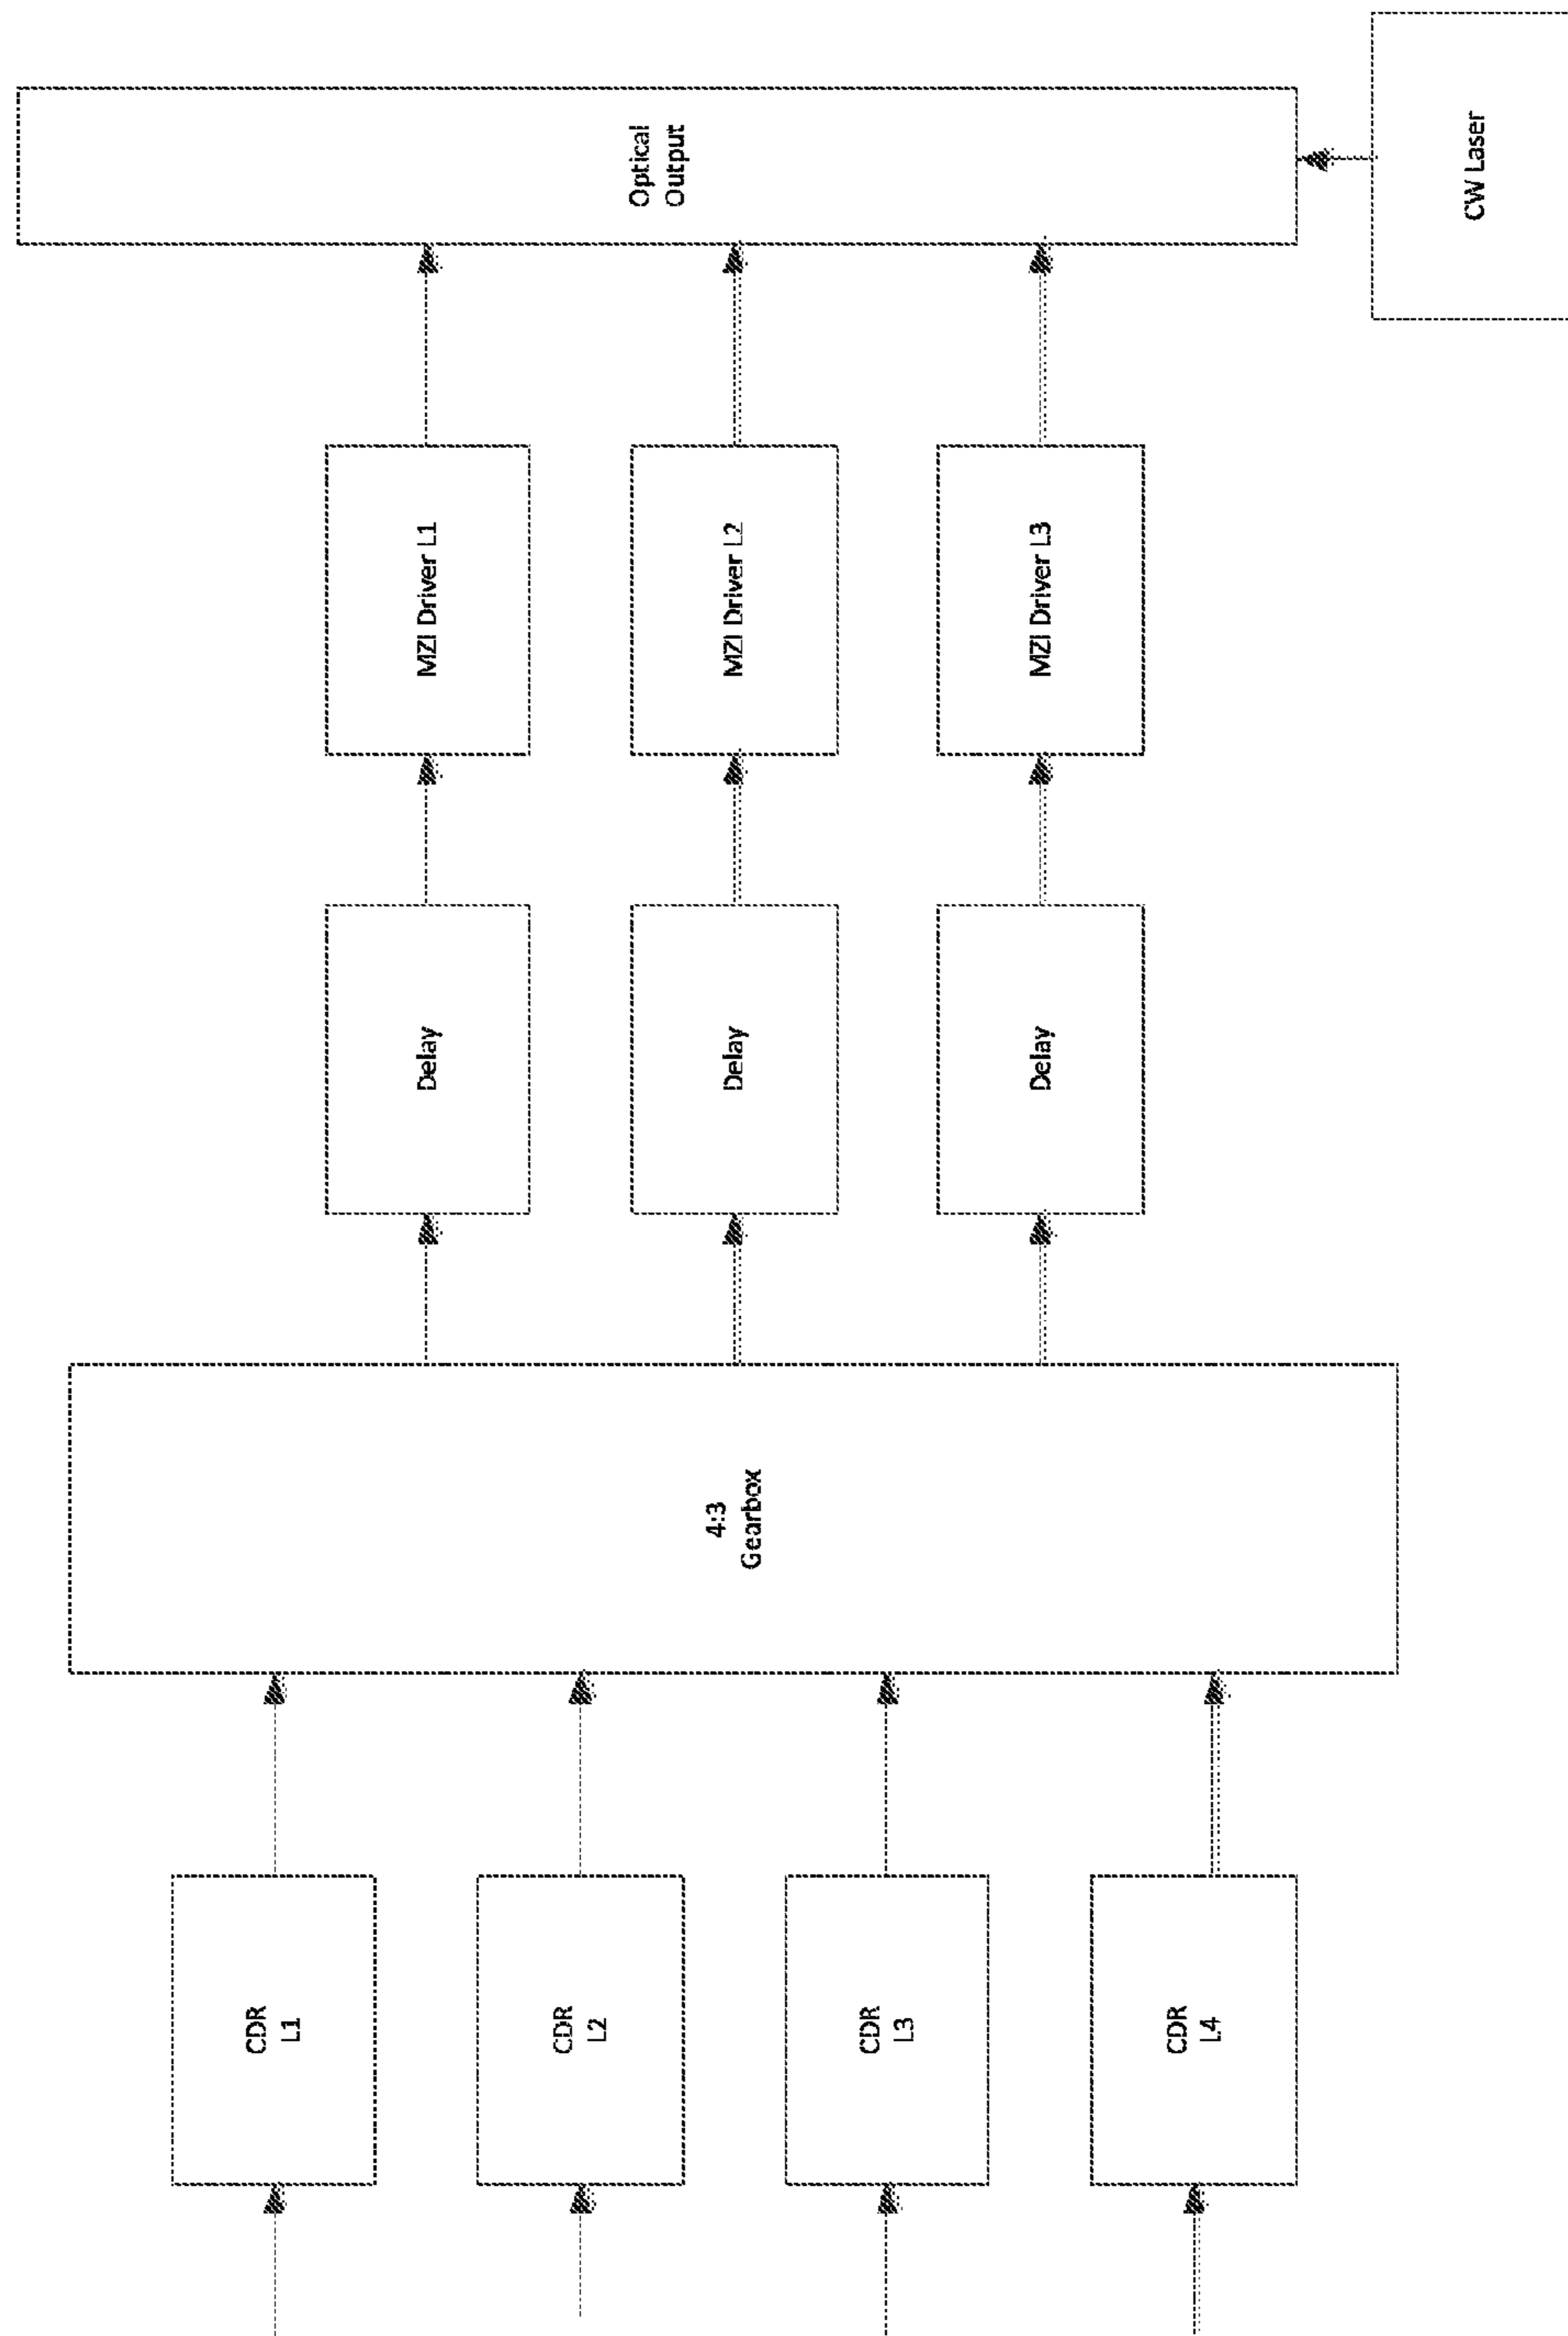 CDR
L1
CDR
L2
CDR
L3
CDR
L4
4:3
Gearbox
Delay
Delay
Delay
MZI Driver L1
MZI Driver L2
MZI Driver L3
Optical
Output
CW Laser